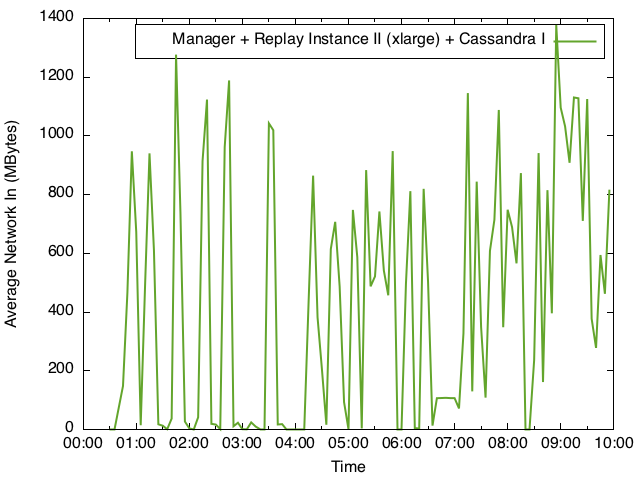 Manager + Replay Instance II (xlarge) + Cassandra I
Average Network In (MBytes)
1400
1200
1000
800
600
400
200
0
00:00 01:00 02:00 03:00 04:00 05:00 06:00 07:00 08:00 09:00 10:00
Time